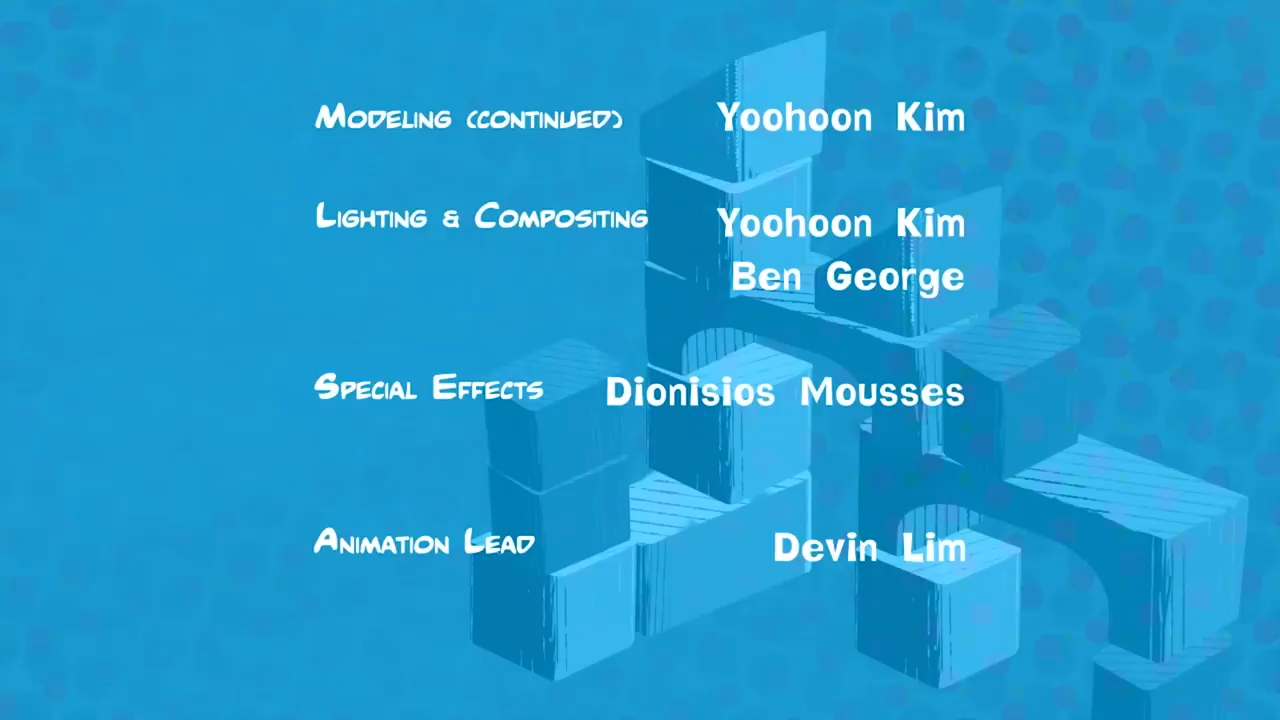 Modeling (continued) Yoohoon Kim
Lighting & Compositing Yoohoon Kim
Ben George
Special Effects Dionisios Mousses
Animation Lead Devin Lim